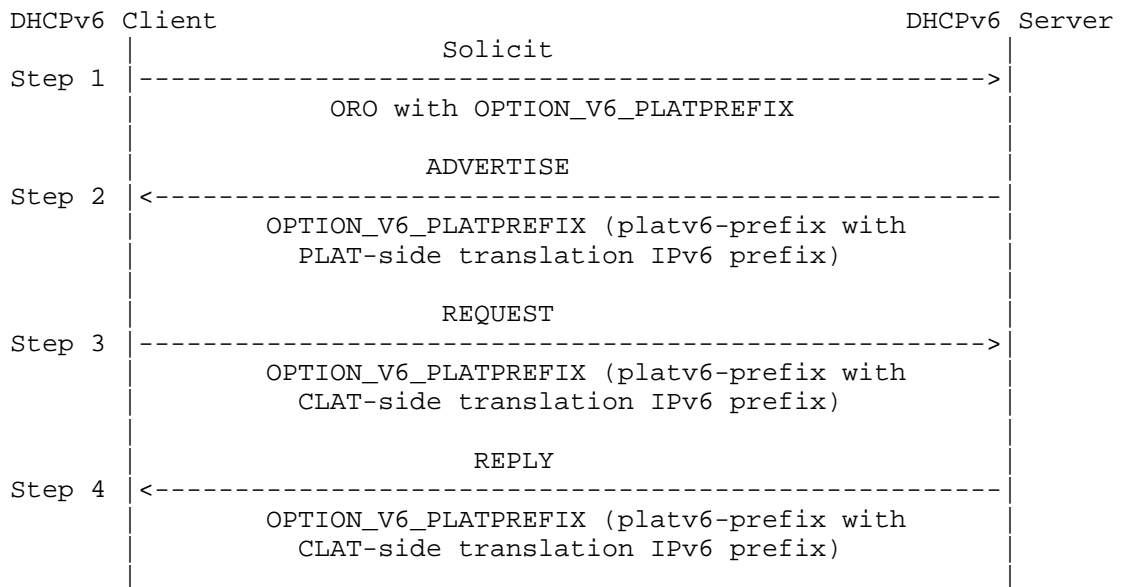 DHCPv6 Client DHCPv6 Server
Solicit
Step 1 |----------------------------------------------------->|
ORO with OPTION_V6_PLATPREFIX
ADVERTISE
Step 2 |<-----------------------------------------------------|
OPTION_V6_PLATPREFIX (platv6-prefix with
PLAT-side translation IPv6 prefix)
REQUEST
Step 3 |----------------------------------------------------->|
OPTION_V6_PLATPREFIX (platv6-prefix with
CLAT-side translation IPv6 prefix)
REPLY
Step 4 |<-----------------------------------------------------|
OPTION_V6_PLATPREFIX (platv6-prefix with
CLAT-side translation IPv6 prefix)